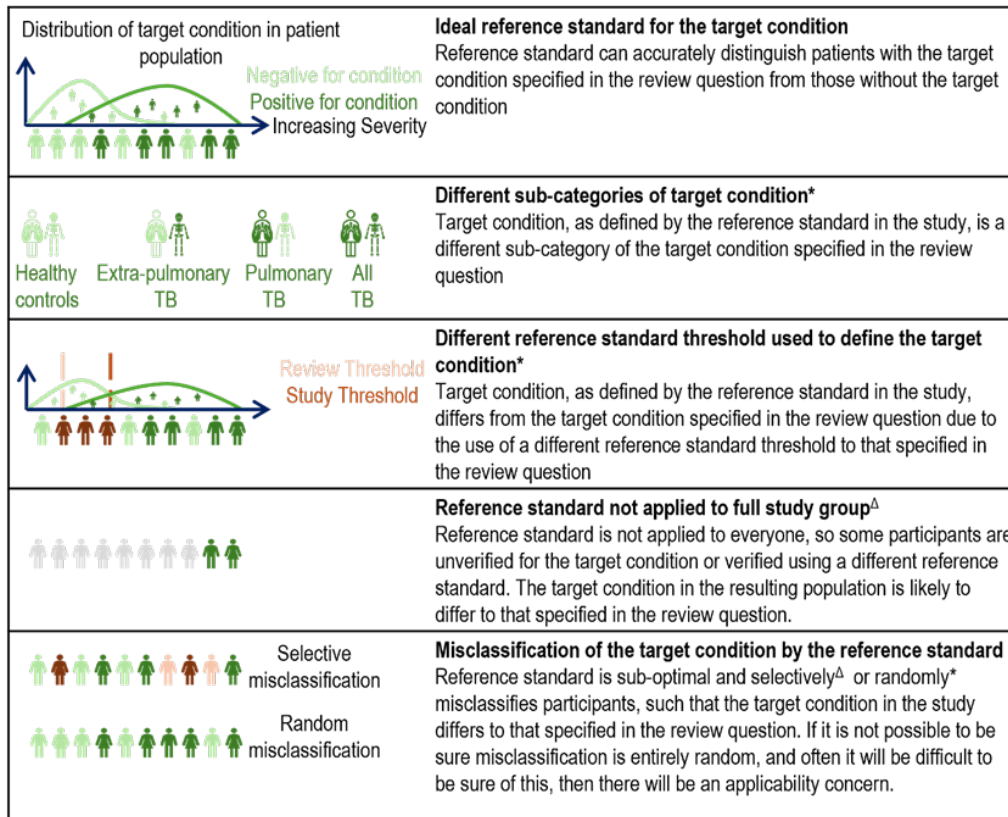 Distribution of target condition in patient
population
Negative for condition
Positive for condition
Increasing Severity
Ideal reference standard for the target condition
Reference standard can accurately distinguish patients with the target
condition specified in the review question from those without the target
condition
Healthy
controls
Extra-pulmonary
TB
Pulmonary
TB
All
TB
Different sub-categories of target condition*
Target condition, as defined by the reference standard in the study, is a
different sub-category of the target condition specified in the review
question
Review Threshold
Study Threshold
Different reference standard threshold used to define the target
condition*
Target condition, as defined by the reference standard in the study,
differs from the target condition specified in the review question due to
the use of a different reference standard threshold to that specified in
the review question
Reference standard not applied to full study groupᐞ
Reference standard is not applied to everyone, so some participants are
unverified for the target condition or verified using a different reference
standard. The target condition in the resulting population is likely to
differ to that specified in the review question.
Selective
misclassification
Random
misclassification
Misclassification of the target condition by the reference standard
Reference standard is sub-optimal and selectivelyᐞ or randomly*
misclassifies participants, such that the target condition in the study
differs to that specified in the review question. If it is not possible to be
sure misclassification is entirely random, and often it will be difficult to
be sure of this, then there will be an applicability concern.